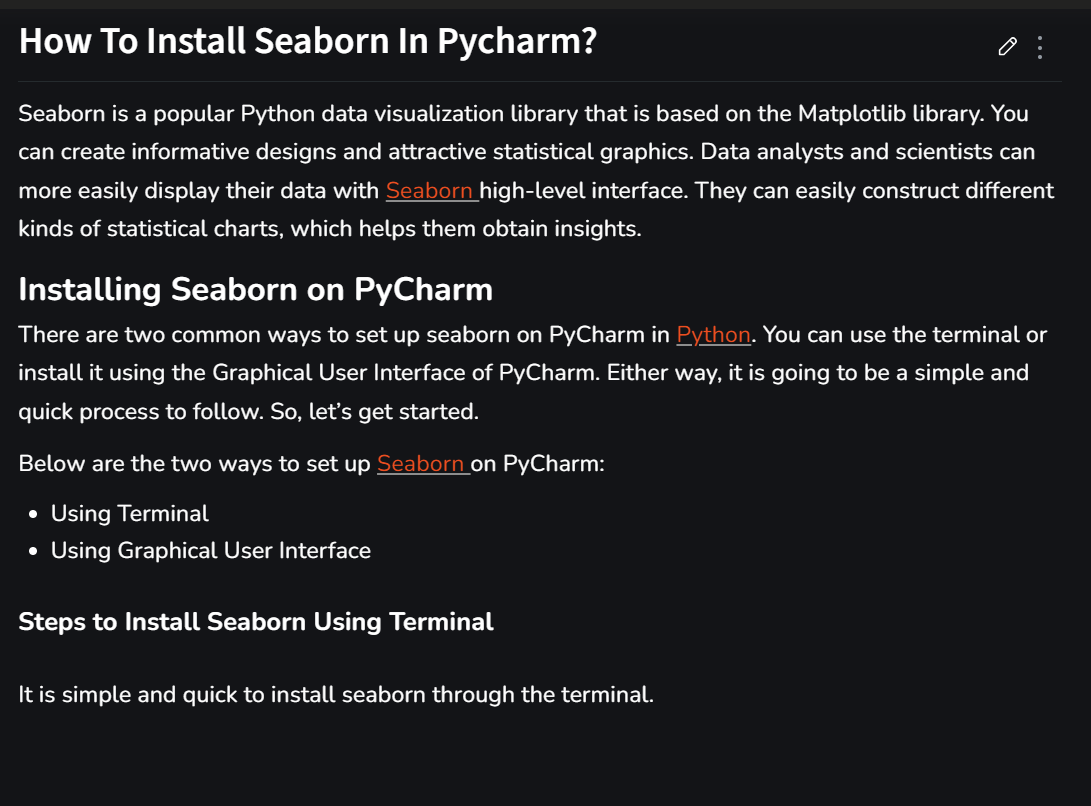 How To Install Seaborn In Pycharm?
Seaborn is a popular Python data visualization library that is based on the Matplotlib library. You
can create informative designs and attractive statistical graphics. Data analysts and scientists can
more easily display their data with Seaborn high-level interface. They can easily construct different
kinds of statistical charts, which helps them obtain insights.
Installing Seaborn on PyCharm
There are two common ways to set up seaborn on PyCharm in Python. You can use the terminal or
install it using the Graphical User Interface of PyCharm. Either way, it is going to be a simple and
quick process to follow. So, let’s get started.
Below are the two ways to set up Seaborn on PyCharm:
• Using Terminal
• Using Graphical User Interface
Steps to Install Seaborn Using Terminal
It is simple and quick to install seaborn through the terminal.